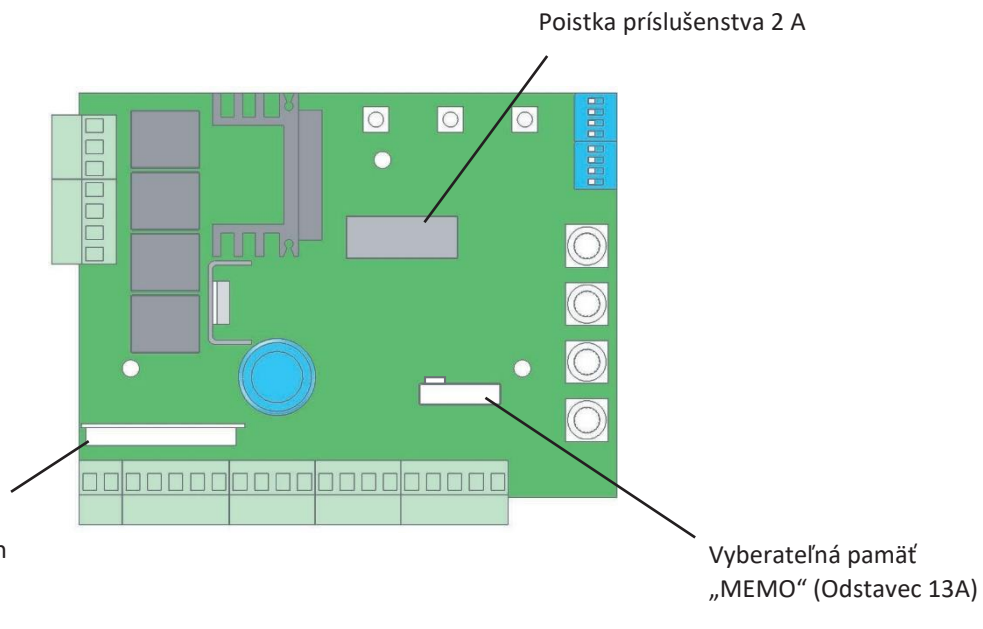 Poistka príslušenstva 2 A
Vyberateľná pamäť
„MEMO“ (Odstavec 13A)